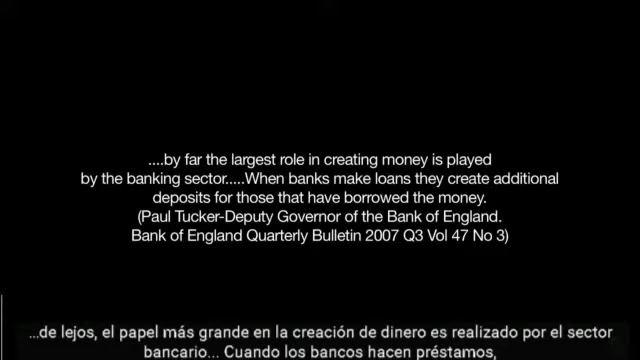 ....by far the largest role in creating money is played
by the banking sector.....When banks make loans they create additional
deposits for those that have borrowed the money.
(Paul Tucker-Deputy Governor of the Bank of England.
Bank of England Quarterly Bulletin 2007 Q3 Vol 47 No 3)
...de lejos, el papel más grande en la creación de dinero es realizado por el sector
bancario... Cuando los bancos hacen préstamos,